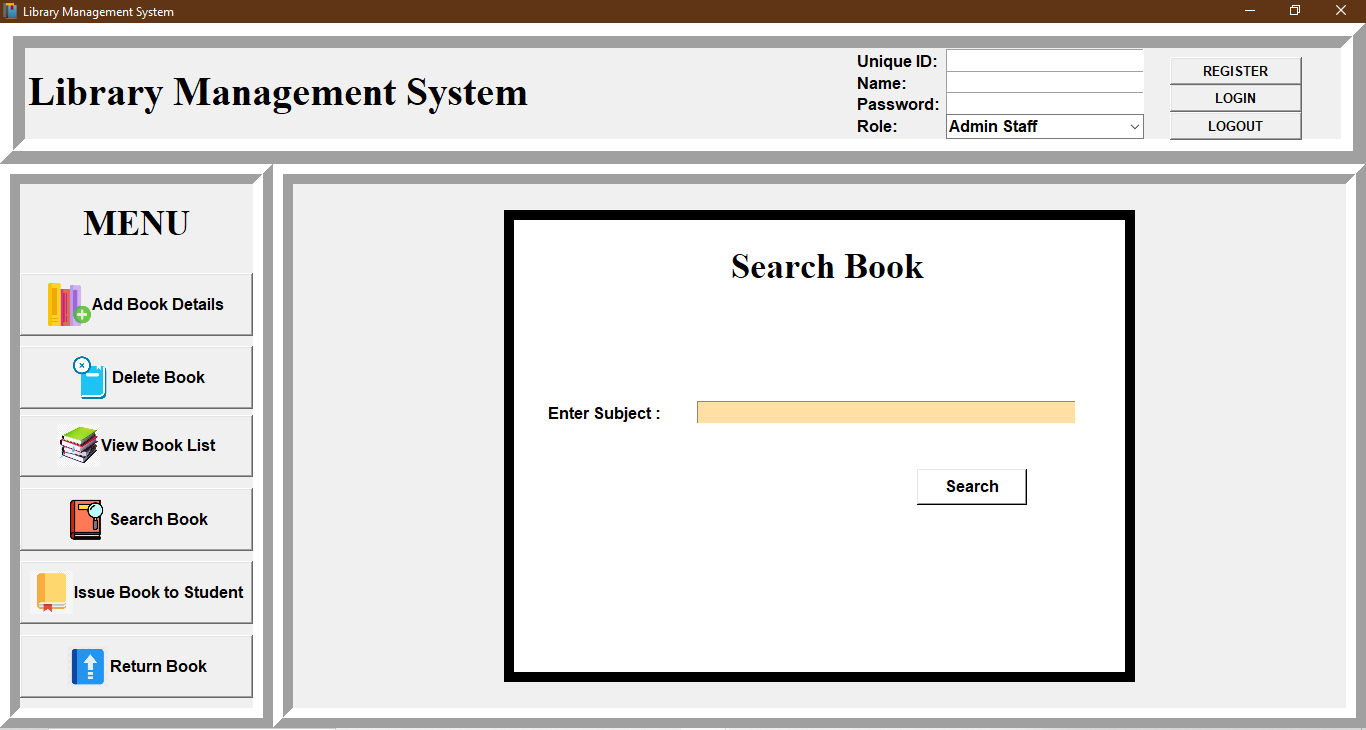 Library Management System
Library Management System
Unique ID:
Name:
Password:
Role:
Admin Staff
REGISTER
LOGIN
LOGOUT
MENU
Add Book Details
Delete Book
View Book List
Search Book
Issue Book to Student
Return Book
Search Book
Enter Subject :
Search